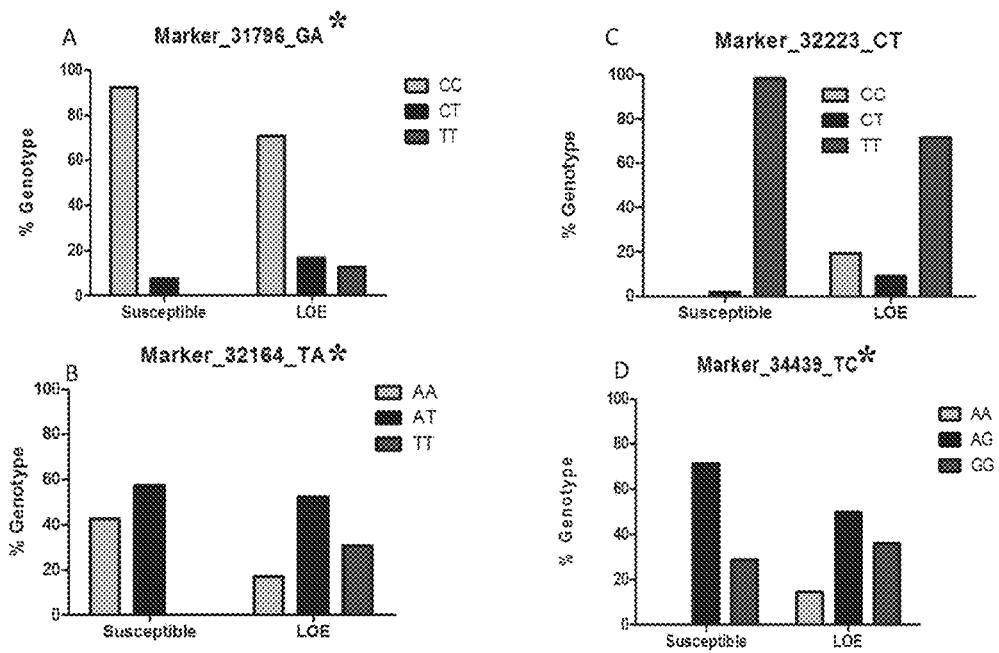 A
Marker_31796_GA*
% Genotype
100
80
60
40
20
0
Susceptible
LOE
CC
CT
TT
B
Marker_32164_TA*
% Genotype
100
80
60
40
20
0
Susceptible
LOE
AA
AT
TT
C
Marker_32223_CT
% Genotype
100
80
60
40
20
0
Susceptible
LOE
CC
CT
TT
D
Marker_34439_TC*
% Genotype
100
80
60
40
20
0
Susceptible
LOE
AA
AG
GG